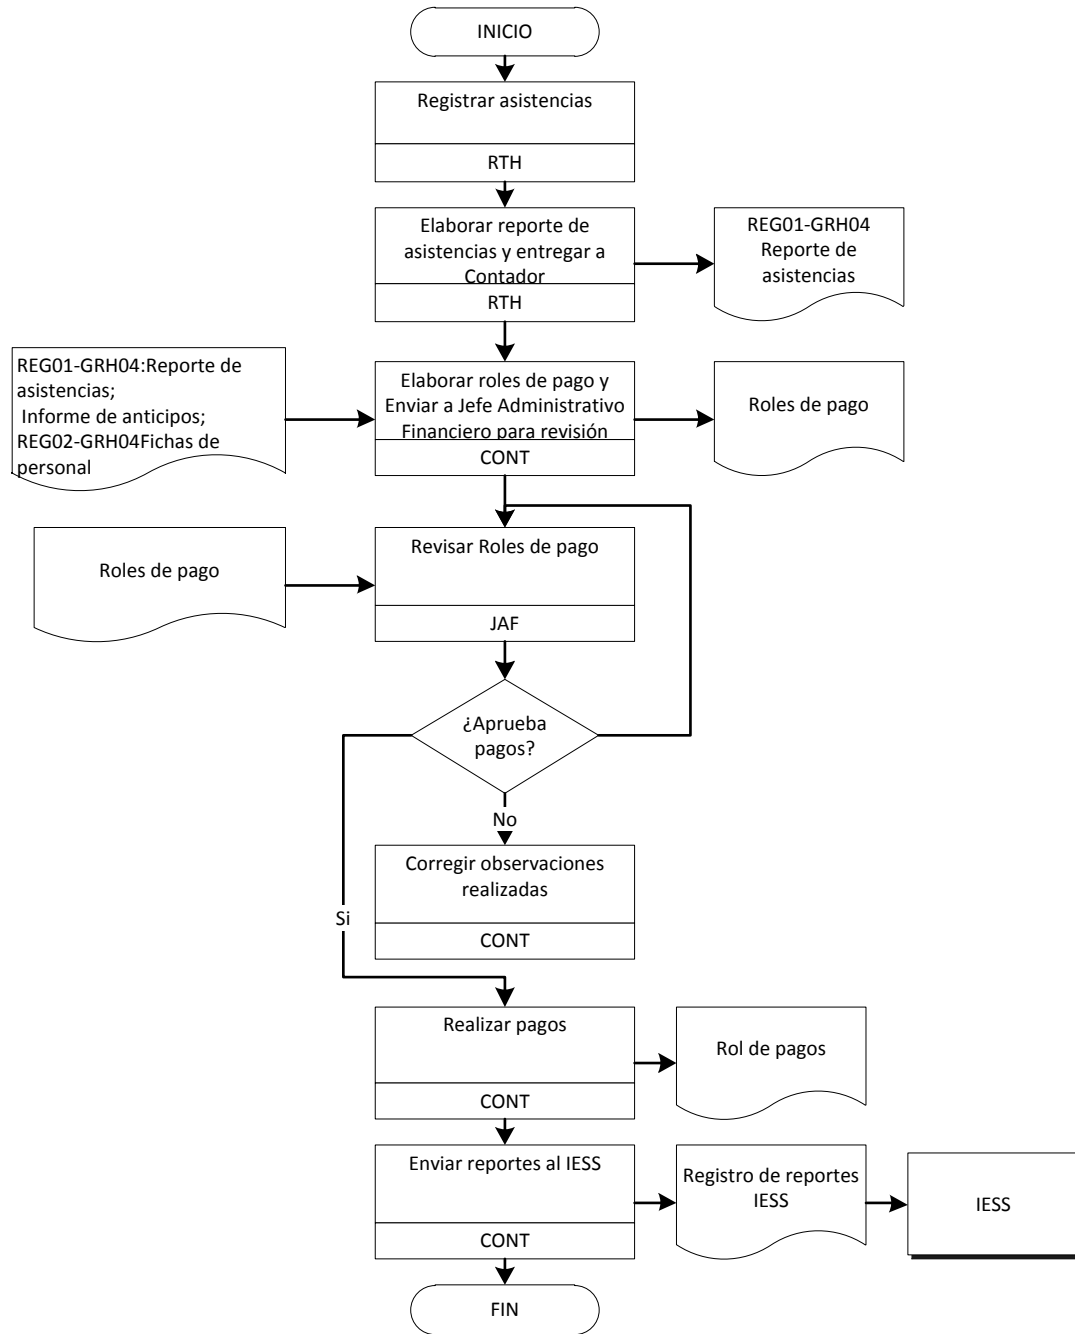 INICIO
Registrar asistencias
RTH
Elaborar reporte de
asistencias y entregar a
Contador
RTH
REG01-GRH04
Reporte de
asistencias
REG01-GRH04:Reporte de
asistencias;
Informe de anticipos;
REG02-GRH04Fichas de
personal
Elaborar roles de pago y
Enviar a Jefe Administrativo
Financiero para revisión
CONT
Roles de pago
Roles de pago
Revisar Roles de pago
JAF
¿Aprueba
pagos?
No
Corregir observaciones
realizadas
CONT
Si
Realizar pagos
CONT
Rol de pagos
Enviar reportes al IESS
CONT
Registro de reportes
IESS
IESS
FIN